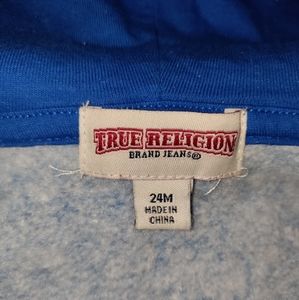 TRUE RELIGION
BRAND JEANS®
24M
MADE IN
CHINA